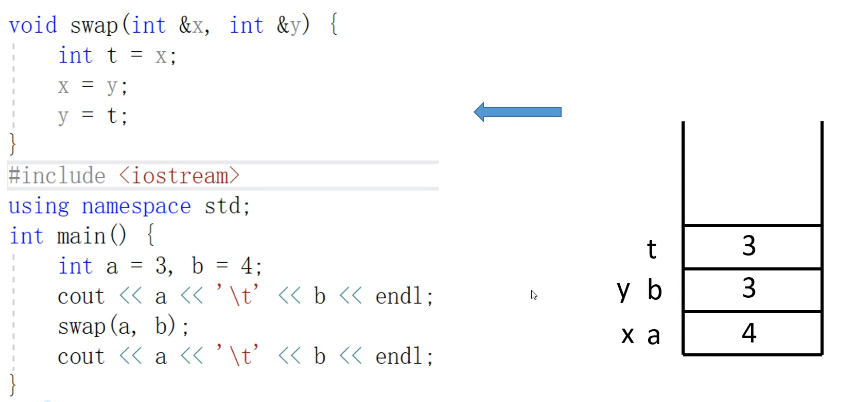 void swap(int &x, int &y) {
int t = x;
x = y;
y = t;
}
#include <iostream>
using namespace std;
int main() {
int a = 3, b = 4;
cout << a << '\t' << b << endl;
swap(a, b);
cout << a << '\t' << b << endl;
}
t 3
y b 3
x a 4